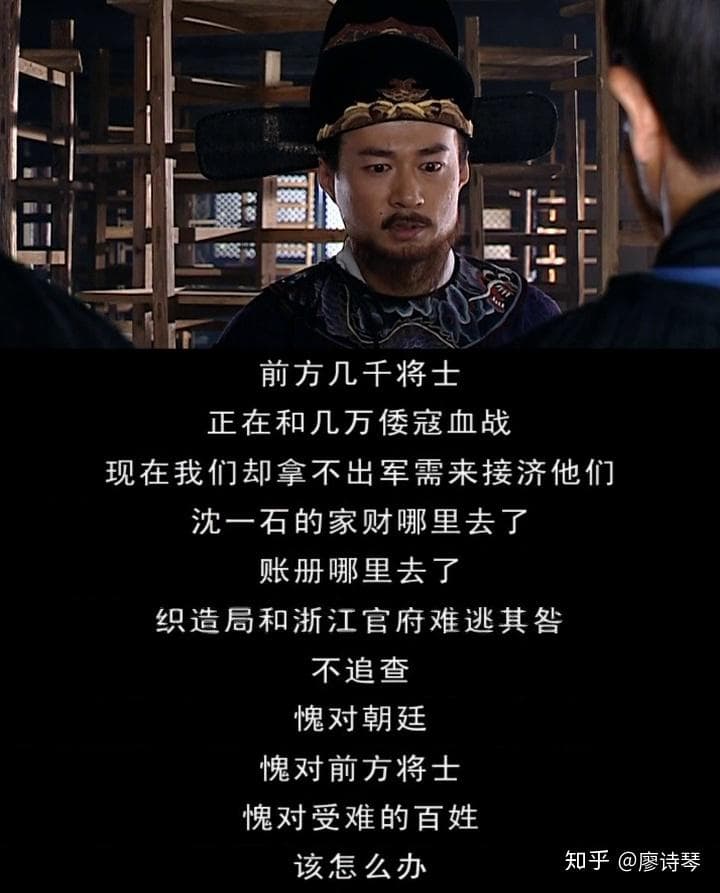 前方几千将士
正在和几万倭寇血战
现在我们却拿不出军需来接济他们
沈一石的家财哪里去了
账册哪里去了
织造局和浙江官府难逃其咎
不追查
愧对朝廷
愧对前方将士
愧对受难的百姓
该怎么办
知乎 @廖诗琴